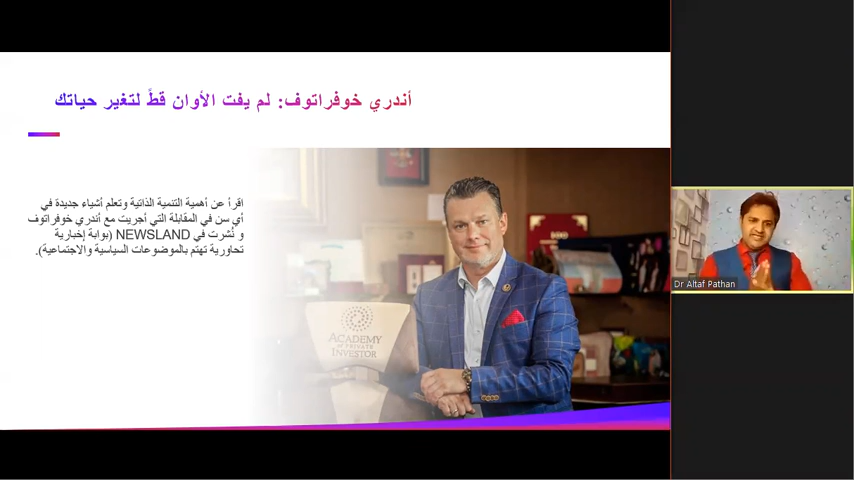 أندري خوفراتوف: لم يفت الأوان قطً لتغير حياتك
اقرأ عن أهمية التنمية الذاتية وتعلم أشياء جديدة في
أي سن في المقابلة التي أجريت مع أندري خوفراتوف
و نُشرت في NEWSLAND (بوابة إخبارية
تحاورية تهتم بالموضوعات السياسية والاجتماعية).
ACADEMY
OF PRIVATE
INVESTOR
Dr Altaf Pathan